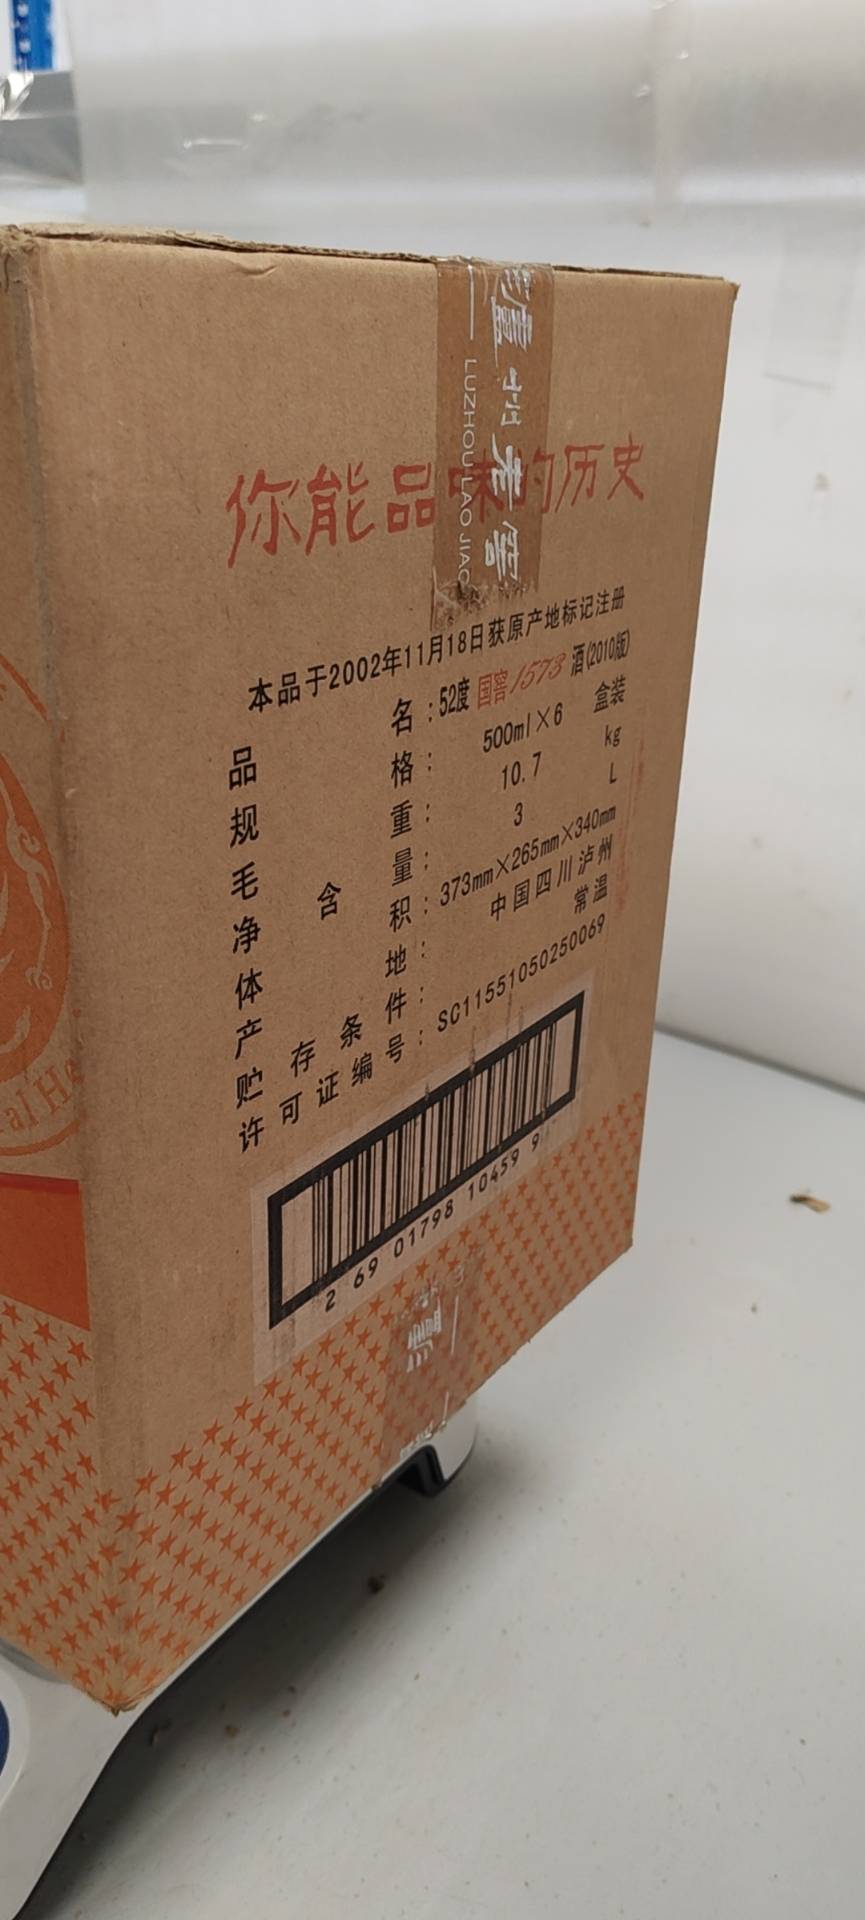 泸州老窖
LUZHOU LAO JIAO
你能品味的历史
本品于2002年11月18日获原产地标记注册
品名：52度 国窖1573 酒(2010版)
规格：500ml×6 盒装
毛重：10.7 kg
净含量：3 L
体积：373mm×265mm×340mm
产地：中国四川泸州
贮存条件：常温
许可证编号：SC11551050250069
2 69 01798 10459 9